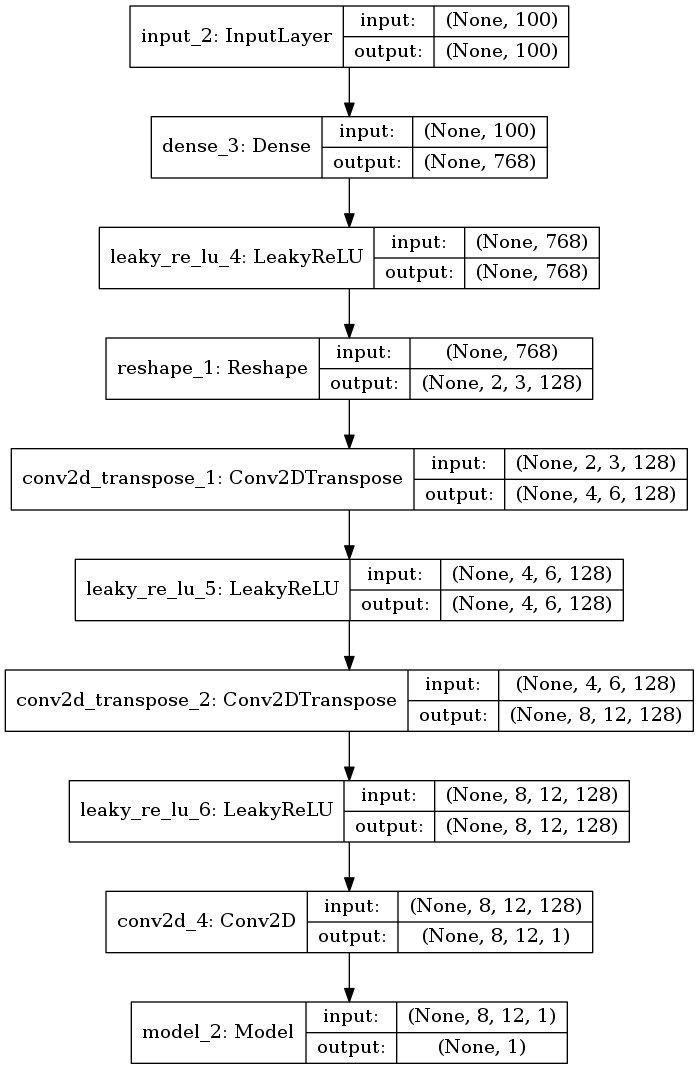 input_2: InputLayer
input: (None, 100)
output: (None, 100)
dense_3: Dense
input: (None, 100)
output: (None, 768)
leaky_re_lu_4: LeakyReLU
input: (None, 768)
output: (None, 768)
reshape_1: Reshape
input: (None, 768)
output: (None, 2, 3, 128)
conv2d_transpose_1: Conv2DTranspose
input: (None, 2, 3, 128)
output: (None, 4, 6, 128)
leaky_re_lu_5: LeakyReLU
input: (None, 4, 6, 128)
output: (None, 4, 6, 128)
conv2d_transpose_2: Conv2DTranspose
input: (None, 4, 6, 128)
output: (None, 8, 12, 128)
leaky_re_lu_6: LeakyReLU
input: (None, 8, 12, 128)
output: (None, 8, 12, 128)
conv2d_4: Conv2D
input: (None, 8, 12, 128)
output: (None, 8, 12, 1)
model_2: Model
input: (None, 8, 12, 1)
output: (None, 1)